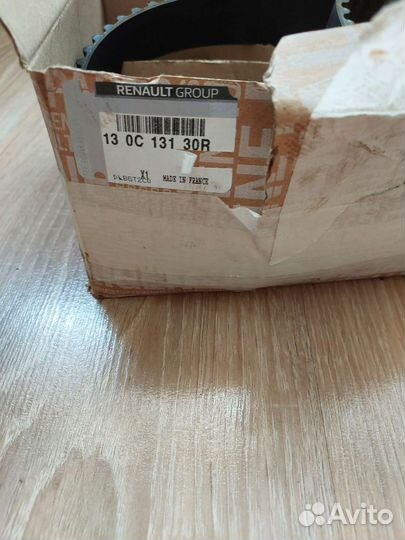 RENAULT GROUP
13 0C 131 30R
X1
MADE IN FRANCE
Avito